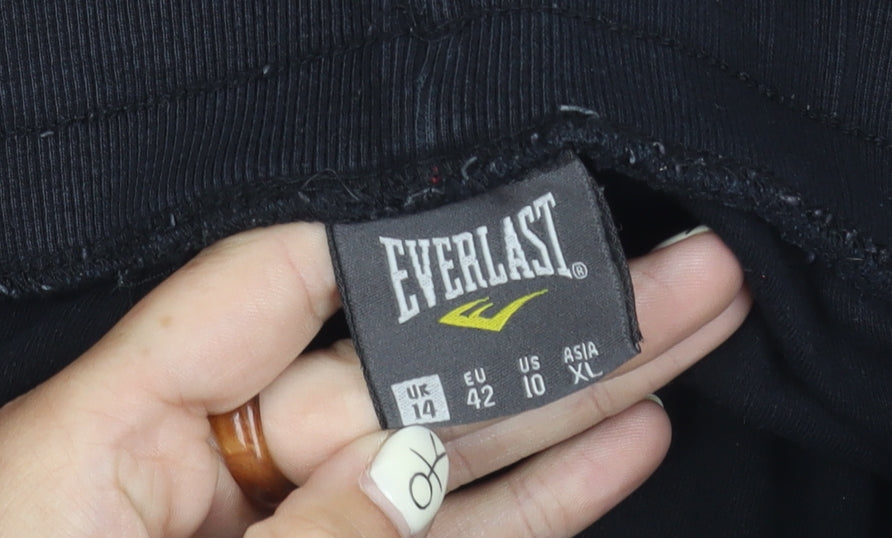 EVERLAST®
UK EU US ASIA
14 42 10 XL